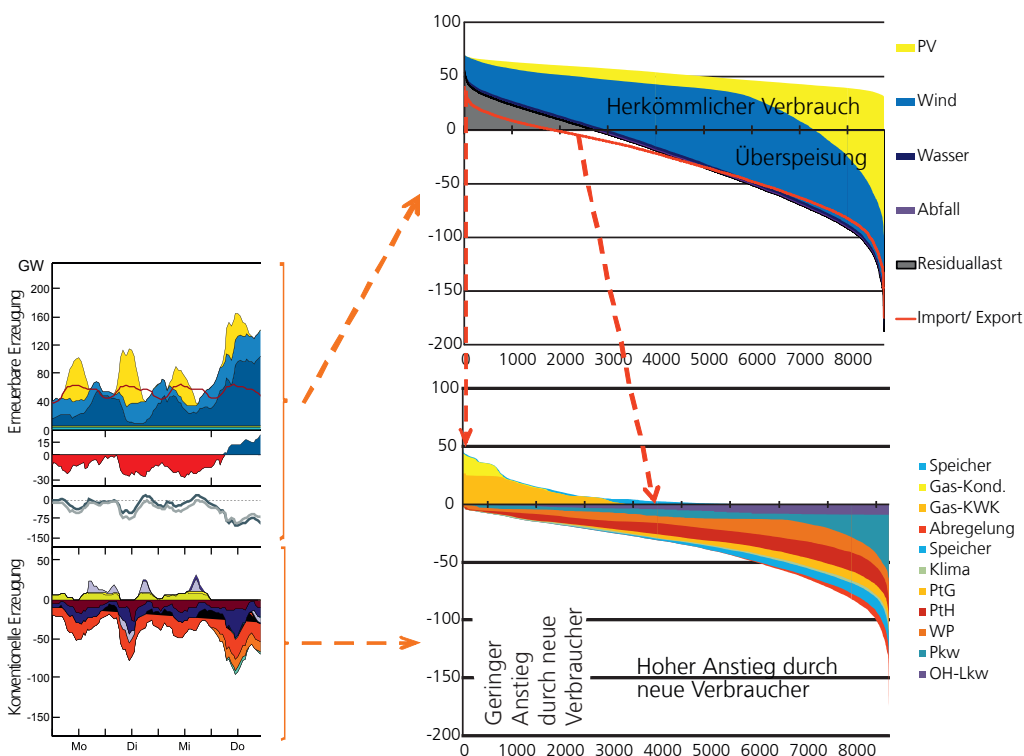 GW
200
160
120
80
40
0
Erneuerbare Erzeugung
15
0
-30
0
-75
-150
50
0
-50
-100
-150
Konventionelle Erzeugung
Mo Di Mi Do
100
50
0
-50
-100
-150
-200
Herkömmlicher Verbrauch
Überspeisung
0 1000 2000 3000 4000 5000 6000 7000 8000
PV
Wind
Wasser
Abfall
Residuallast
Import/ Export
100
50
0
-50
-100
-150
-200
Geringer
Anstieg
durch neue
Verbraucher
Hoher Anstieg durch
neue Verbraucher
0 1000 2000 3000 4000 5000 6000 7000 8000
Speicher
Gas-Kond.
Gas-KWK
Abregelung
Speicher
Klima
PtG
PtH
WP
Pkw
OH-Lkw